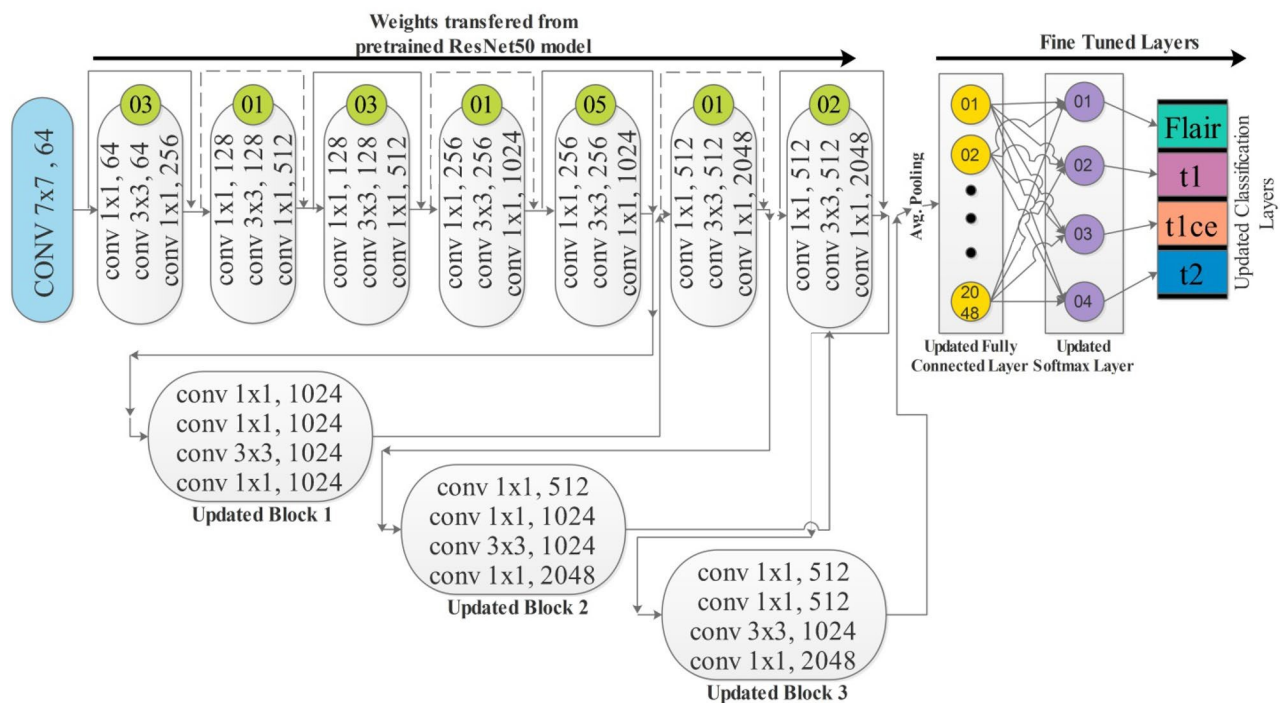 Weights transfered from
pretrained ResNet50 model
Fine Tuned Layers
CONV 7x7 , 64
03
conv 1x1, 64
conv 3x3, 64
conv 1x1, 256
01
conv 1x1, 128
conv 3x3, 128
conv 1x1, 512
03
conv 1x1, 128
conv 3x3, 128
conv 1x1, 512
01
conv 1x1, 256
conv 3x3, 256
conv 1x1, 1024
05
conv 1x1, 256
conv 3x3, 256
conv 1x1, 1024
01
conv 1x1, 512
conv 3x3, 512
conv 1x1, 2048
02
conv 1x1, 512
conv 3x3, 512
conv 1x1, 2048
Avg. Pooling
01
02
20
48
Updated Fully
Connected Layer
01
02
03
04
Updated
Softmax Layer
Flair
t1
t1ce
t2
Updated Classification
Layers
conv 1x1, 1024
conv 1x1, 1024
conv 3x3, 1024
conv 1x1, 1024
Updated Block 1
conv 1x1, 512
conv 1x1, 1024
conv 3x3, 1024
conv 1x1, 2048
Updated Block 2
conv 1x1, 512
conv 1x1, 512
conv 3x3, 1024
conv 1x1, 2048
Updated Block 3